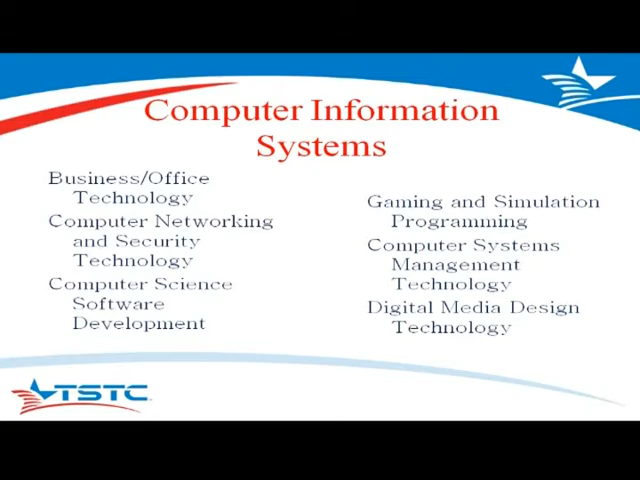 Computer Information
Systems
Business/Office
Technology
Computer Networking
and Security
Technology
Computer Science
Software
Development
Gaming and Simulation
Programming
Computer Systems
Management
Technology
Digital Media Design
Technology
TSTC